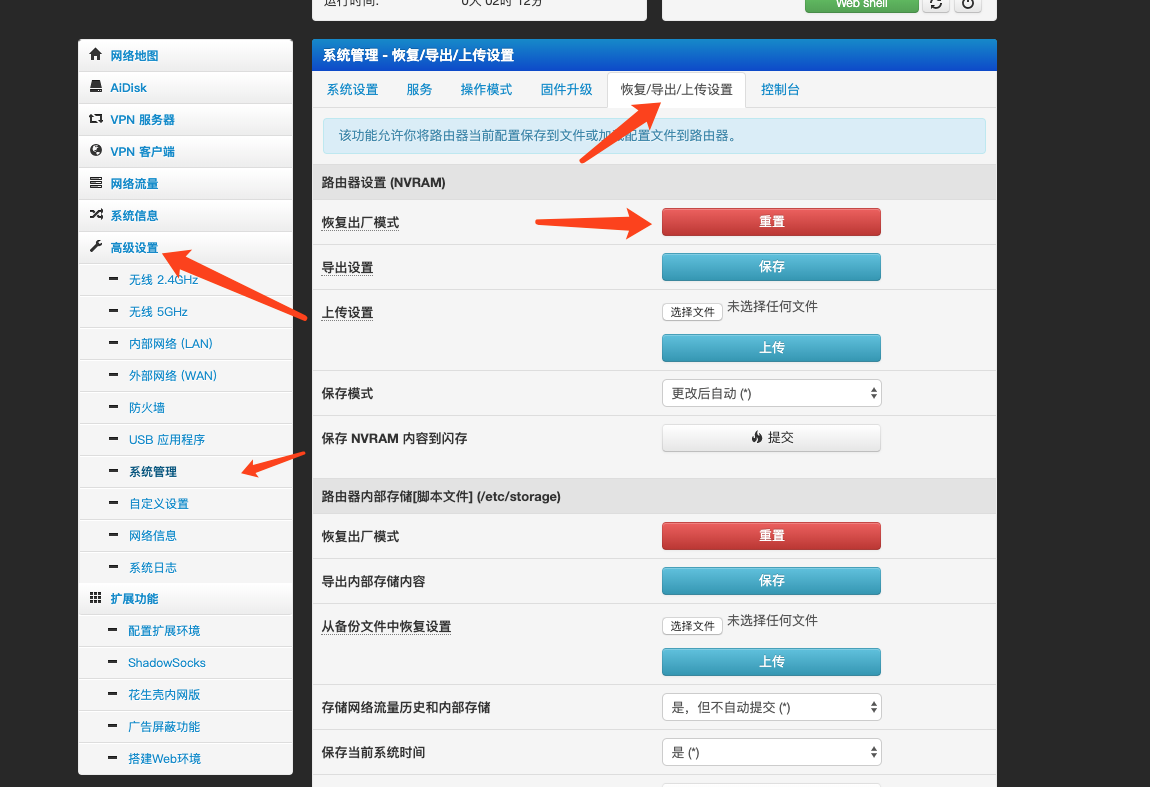 运行时间:
0天 02时 12分
Web shell
网络地图
AiDisk
VPN 服务器
VPN 客户端
网络流量
系统信息
高级设置
无线 2.4GHz
无线 5GHz
内部网络 (LAN)
外部网络 (WAN)
防火墙
USB 应用程序
系统管理
自定义设置
网络信息
系统日志
扩展功能
配置扩展环境
ShadowSocks
花生壳内网版
广告屏蔽功能
搭建Web环境
系统管理 - 恢复/导出/上传设置
系统设置 服务 操作模式 固件升级 恢复/导出/上传设置 控制台
该功能允许你将路由器当前配置保存到文件或加载配置文件到路由器。
路由器设置 (NVRAM)
恢复出厂模式 重置
导出设置 保存
上传设置 选择文件 未选择任何文件
上传
保存模式 更改后自动 (*)
保存 NVRAM 内容到闪存 提交
路由器内部存储[脚本文件] (/etc/storage)
恢复出厂模式 重置
导出内部存储内容 保存
从备份文件中恢复设置 选择文件 未选择任何文件
上传
存储网络流量历史和内部存储 是，但不自动提交 (*)
保存当前系统时间 是 (*)